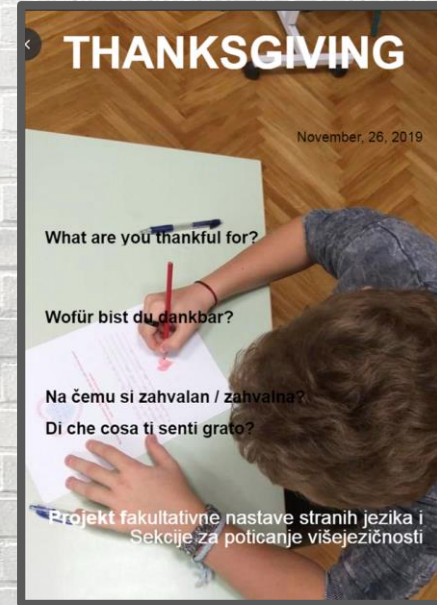 THANKSGIVING
November, 26, 2019
What are you thankful for?
Wofür bist du dankbar?
Na čemu si zahvalan / zahvalna?
Di che cosa ti senti grato?
Projekt fakultativne nastave stranih jezika i
Sekcije za poticanje višejezičnosti